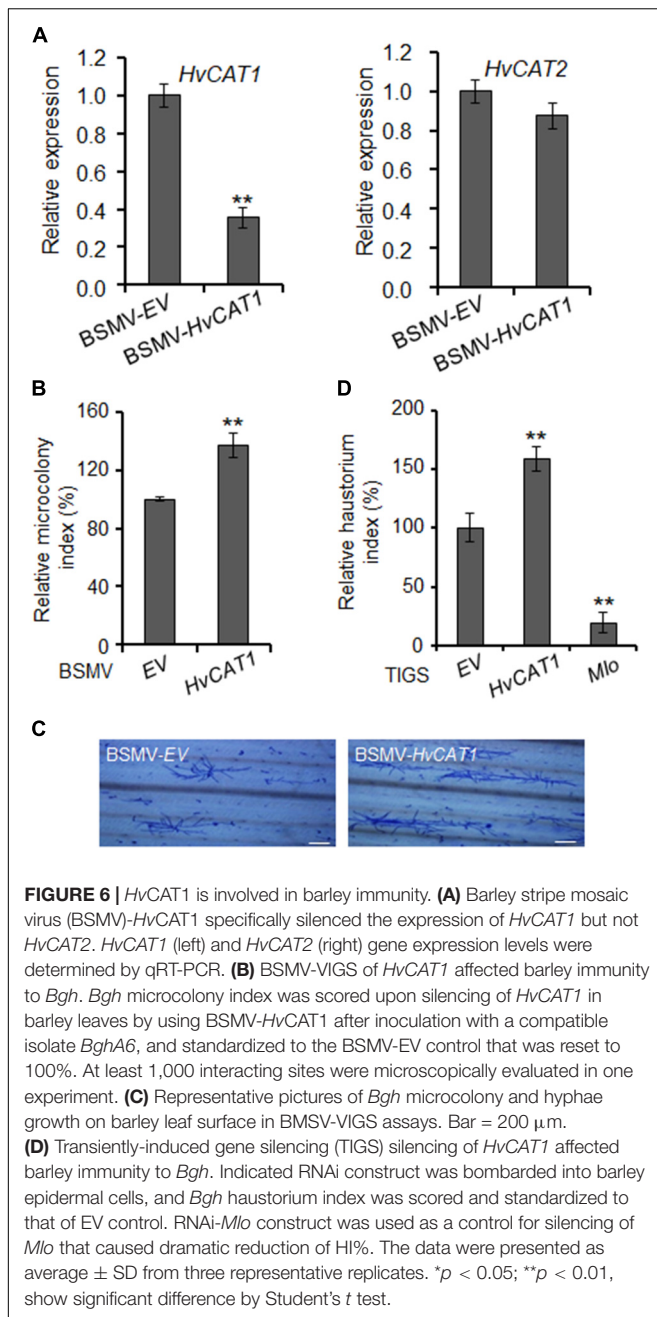 A
HvCAT1
Relative expression
1.2
1.0
0.8
0.6
0.4
0.2
0.0
**
BSMV-EV
BSMV-HvCAT1
HvCAT2
Relative expression
1.2
1.0
0.8
0.6
0.4
0.2
0.0
BSMV-EV
BSMV-HvCAT1
B
Relative microcolony
index (%)
160
120
80
40
0
**
BSMV
EV
HvCAT1
D
Relative haustorium
index (%)
200
150
100
50
0
**
**
TIGS
EV
HvCAT1
Mlo
C
BSMV-EV
BSMV-HvCAT1
FIGURE 6 | HvCAT1 is involved in barley immunity. (A) Barley stripe mosaic
virus (BSMV)-HvCAT1 specifically silenced the expression of HvCAT1 but not
HvCAT2. HvCAT1 (left) and HvCAT2 (right) gene expression levels were
determined by qRT-PCR. (B) BSMV-VIGS of HvCAT1 affected barley immunity
to Bgh. Bgh microcolony index was scored upon silencing of HvCAT1 in
barley leaves by using BSMV-HvCAT1 after inoculation with a compatible
isolate BghA6, and standardized to the BSMV-EV control that was reset to
100%. At least 1,000 interacting sites were microscopically evaluated in one
experiment. (C) Representative pictures of Bgh microcolony and hyphae
growth on barley leaf surface in BMSV-VIGS assays. Bar = 200 μm.
(D) Transiently-induced gene silencing (TIGS) silencing of HvCAT1 affected
barley immunity to Bgh. Indicated RNAi construct was bombarded into barley
epidermal cells, and Bgh haustorium index was scored and standardized to
that of EV control. RNAi-Mlo construct was used as a control for silencing of
Mlo that caused dramatic reduction of HI%. The data were presented as
average ± SD from three representative replicates. *p < 0.05; **p < 0.01,
show significant difference by Student's t test.